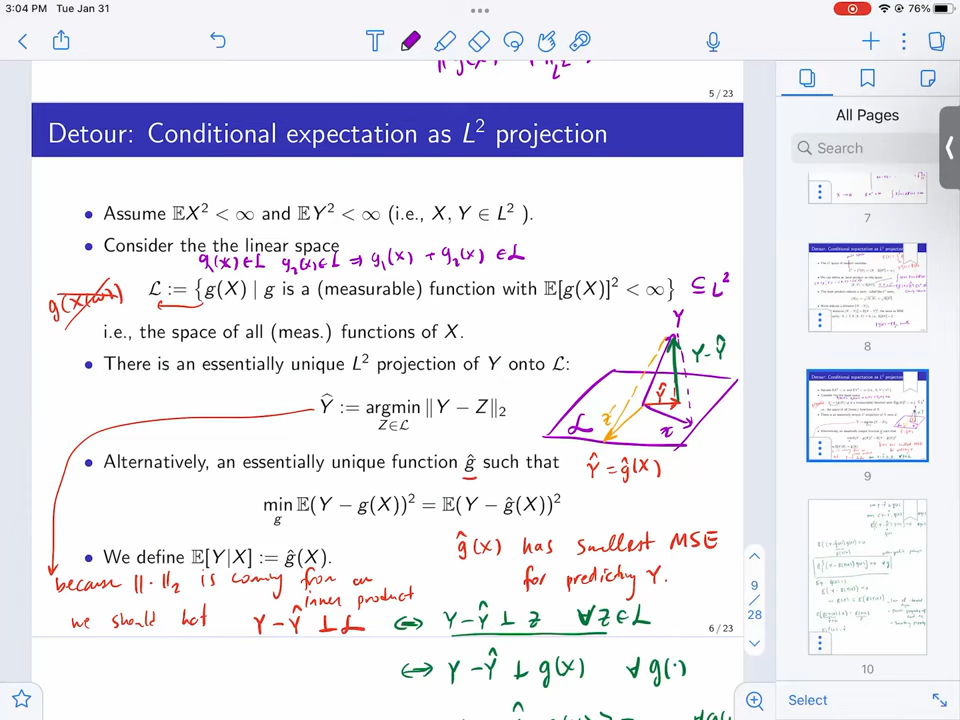 3:04 PM Tue Jan 31
76%
5 / 23
Detour: Conditional expectation as L² projection
• Assume 𝔼X² < ∞ and 𝔼Y² < ∞ (i.e., X, Y ∈ L² ).
• Consider the the linear space
g₁(X) ∈ L g₂(X) ∈ L ⇒ g₁(X) + g₂(X) ∈ L
ℒ := {g(X) | g is a (measurable) function with 𝔼[g(X)]² < ∞} ⊆ L²
i.e., the space of all (meas.) functions of X.
• There is an essentially unique L² projection of Y onto ℒ:
Y
Y - Ŷ
Ŷ
z
z
L
Ŷ := argmin ‖Y − Z‖₂
Z∈ℒ
• Alternatively, an essentially unique function ĝ such that
Ŷ = ĝ(X)
min 𝔼(Y − g(X))² = 𝔼(Y − ĝ(X))²
g
ĝ(X) has smallest MSE
for predicting Y.
• We define 𝔼[Y|X] := ĝ(X).
because ‖·‖₂ is coming from an
inner product
we should hat Y - Ŷ ⊥ L ⇔ Y - Ŷ ⊥ z ∀z ∈ L
6 / 23
⇔ Y - Ŷ ⊥ g(X) ∀g(·)
All Pages
Search
7
8
9
10
9
28
Select